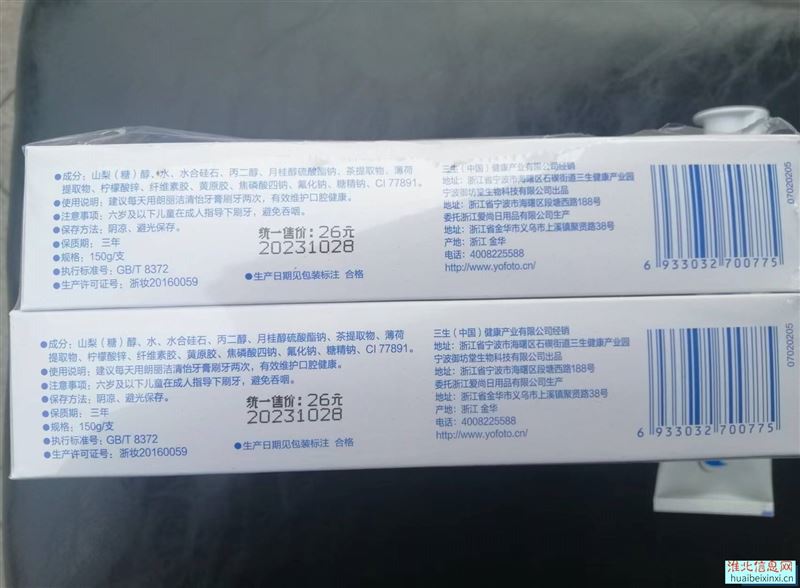 ●成分：山梨（糖）醇、水、水合硅石、丙二醇、月桂醇硫酸酯钠、茶提取物、薄荷
提取物、柠檬酸锌、纤维素胶、黄原胶、焦磷酸四钠、氟化钠、糖精钠、CI 77891。
●使用说明：建议每天用朗丽洁清怡牙膏刷牙两次，有效维护口腔健康。
●注意事项：六岁及以下儿童在成人指导下刷牙，避免吞咽。
●保存方法：阴凉、避光保存。
●保质期：三年
●规格：150g/支
●执行标准号：GB/T 8372
●生产许可证号：浙妆20160059
统一售价:26元
20231028
●生产日期见包装标注 合格
三生（中国）健康产业有限公司经销
地址：浙江省宁波市海曙区石碶街道三生健康产业园
宁波御坊堂生物科技有限公司出品
地址：浙江省宁波市海曙区段塘西路188号
委托浙江爱尚日用品有限公司生产
地址：浙江省金华市义乌市上溪镇聚贤路38号
产地：浙江 金华
电话：4008225588
http://www.yofoto.cn/
6 933032 700775
07020205
●成分：山梨（糖）醇、水、水合硅石、丙二醇、月桂醇硫酸酯钠、茶提取物、薄荷
提取物、柠檬酸锌、纤维素胶、黄原胶、焦磷酸四钠、氟化钠、糖精钠、CI 77891。
●使用说明：建议每天用朗丽洁清怡牙膏刷牙两次，有效维护口腔健康。
●注意事项：六岁及以下儿童在成人指导下刷牙，避免吞咽。
●保存方法：阴凉、避光保存。
●保质期：三年
●规格：150g/支
●执行标准号：GB/T 8372
●生产许可证号：浙妆20160059
统一售价:26元
20231028
●生产日期见包装标注 合格
三生（中国）健康产业有限公司经销
地址：浙江省宁波市海曙区石碶街道三生健康产业园
宁波御坊堂生物科技有限公司出品
地址：浙江省宁波市海曙区段塘西路188号
委托浙江爱尚日用品有限公司生产
地址：浙江省金华市义乌市上溪镇聚贤路38号
产地：浙江 金华
电话：4008225588
http://www.yofoto.cn/
6 933032 700775
07020205
淮北信息网
huaibeixinxi.cn